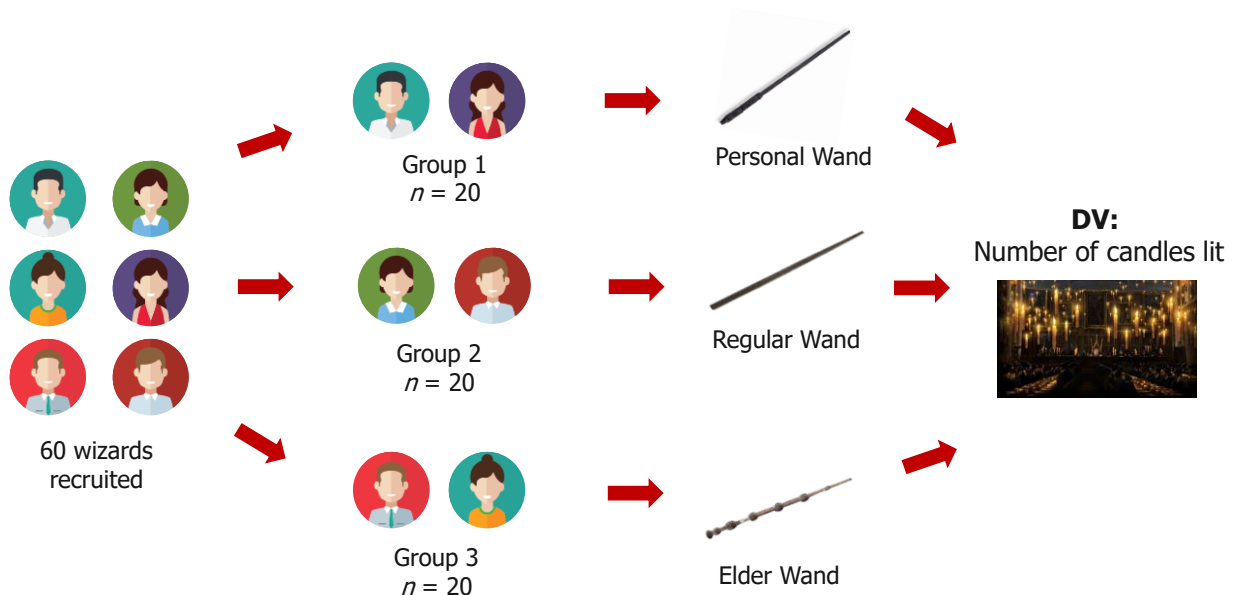 60 wizards
recruited
Group 1
n = 20
Group 2
n = 20
Group 3
n = 20
Personal Wand
Regular Wand
Elder Wand
DV:
Number of candles lit